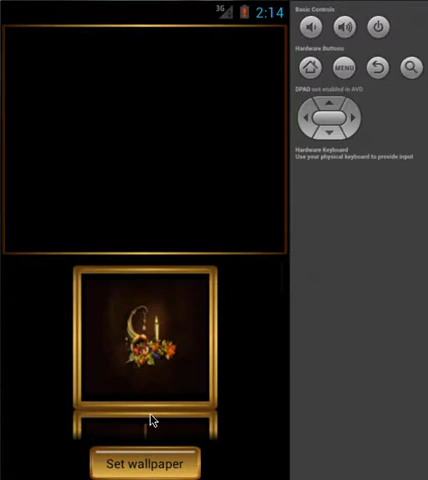 3G
2:14
Set wallpaper
Basic Controls
Hardware Buttons
MENU
DPAD not enabled in AVD
Hardware Keyboard
Use your physical keyboard to provide input